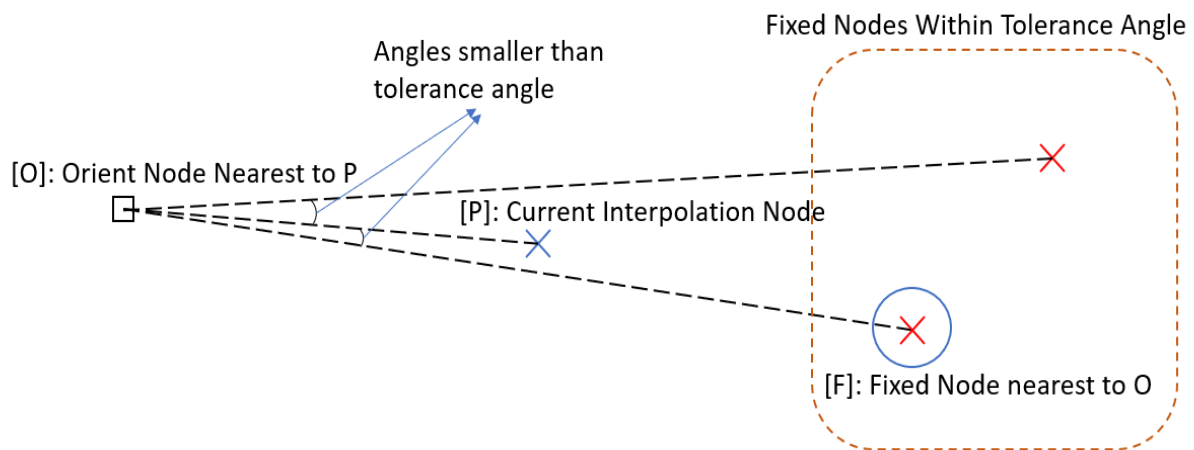 Fixed Nodes Within Tolerance Angle
Angles smaller than
tolerance angle
[O]: Orient Node Nearest to P
[P]: Current Interpolation Node
[F]: Fixed Node nearest to O